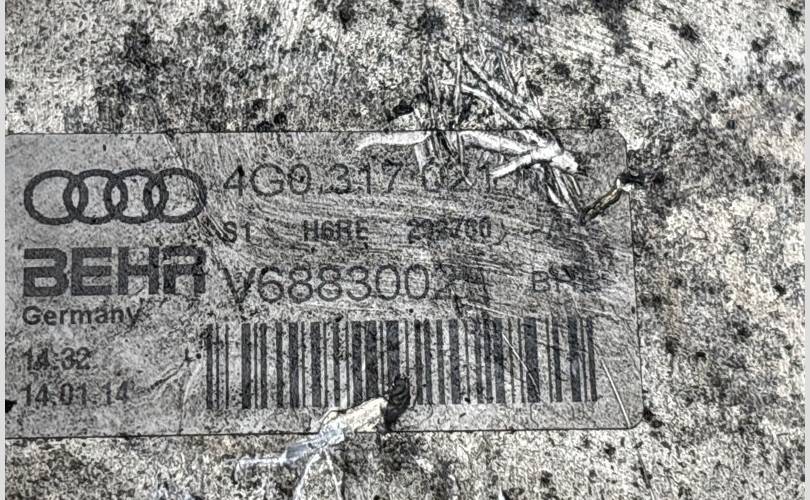 4G0.317 021
S1 H6RE
BEHR V6883002
Germany
14:32
14.01.14